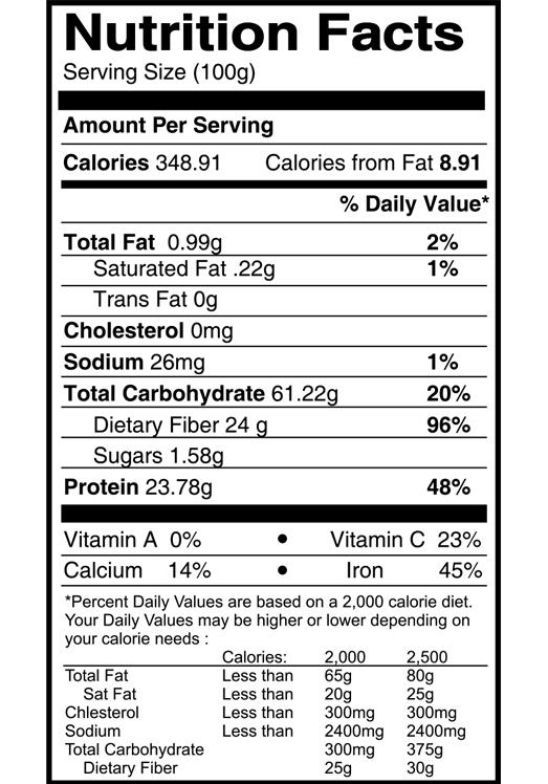 Nutrition Facts
Serving Size (100g)
Amount Per Serving
Calories 348.91 Calories from Fat 8.91
% Daily Value*
Total Fat 0.99g 2%
Saturated Fat .22g 1%
Trans Fat 0g
Cholesterol 0mg
Sodium 26mg 1%
Total Carbohydrate 61.22g 20%
Dietary Fiber 24 g 96%
Sugars 1.58g
Protein 23.78g 48%
Vitamin A 0% • Vitamin C 23%
Calcium 14% • Iron 45%
*Percent Daily Values are based on a 2,000 calorie diet.
Your Daily Values may be higher or lower depending on
your calorie needs :
Calories: 2,000 2,500
Total Fat Less than 65g 80g
Sat Fat Less than 20g 25g
Chlesterol Less than 300mg 300mg
Sodium Less than 2400mg 2400mg
Total Carbohydrate 300mg 375g
Dietary Fiber 25g 30g